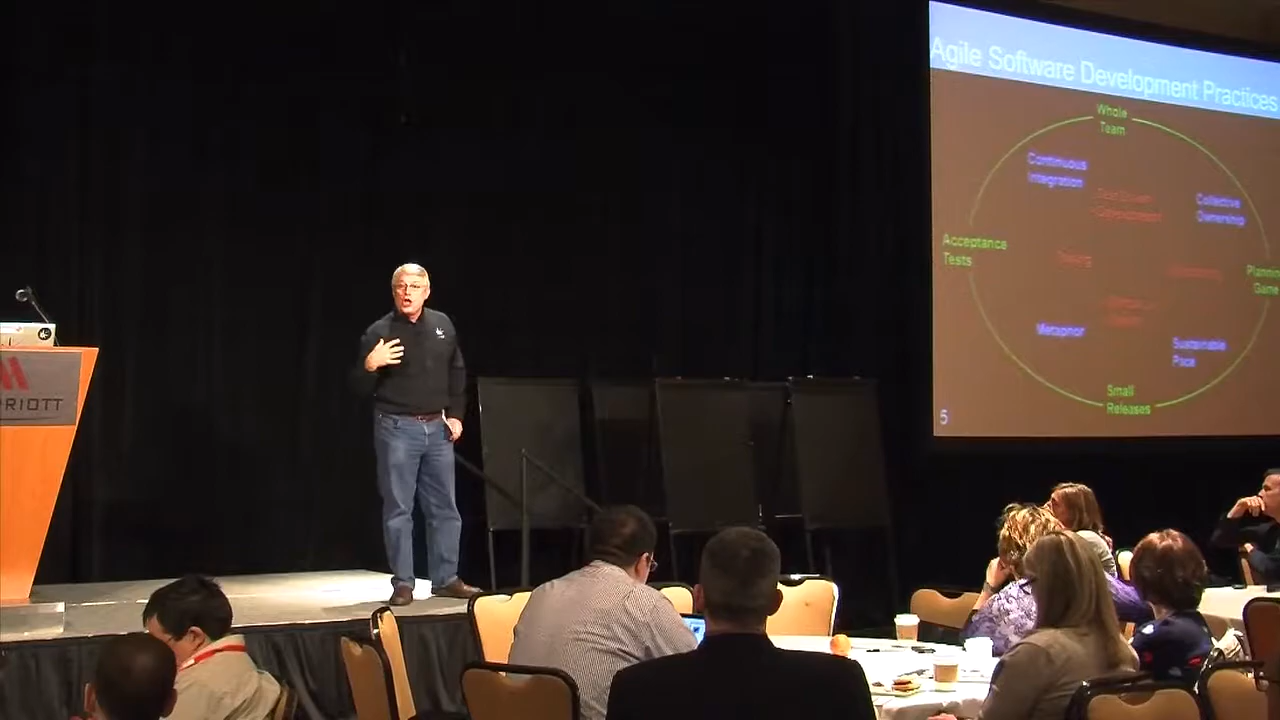 Agile Software Development Practices
Whole
Team
Continuous
Integration
Collective
Ownership
Acceptance
Tests
Planning
Game
Metaphor
Sustainable
Pace
Small
Releases
5
RRIOTT